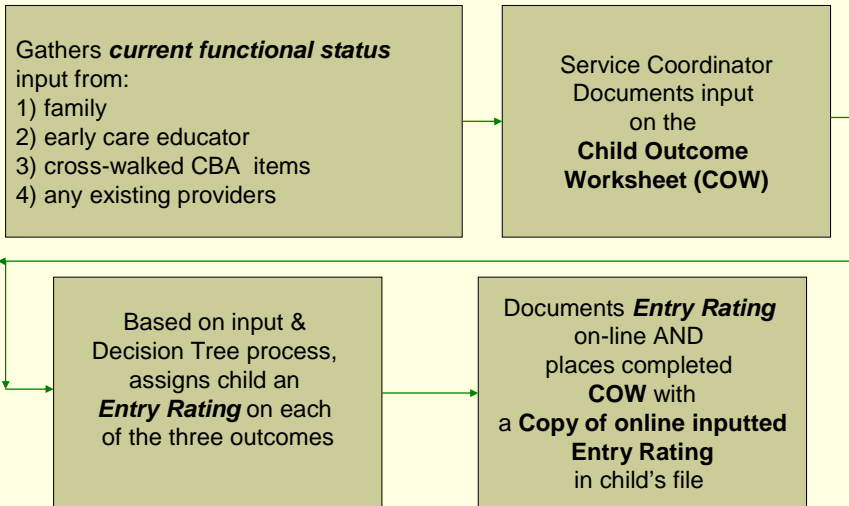 Gathers current functional status
input from:
1) family
2) early care educator
3) cross-walked CBA items
4) any existing providers
Service Coordinator
Documents input
on the
Child Outcome
Worksheet (COW)
Based on input &
Decision Tree process,
assigns child an
Entry Rating on each
of the three outcomes
Documents Entry Rating
on-line AND
places completed
COW with
a Copy of online inputted
Entry Rating
in child's file